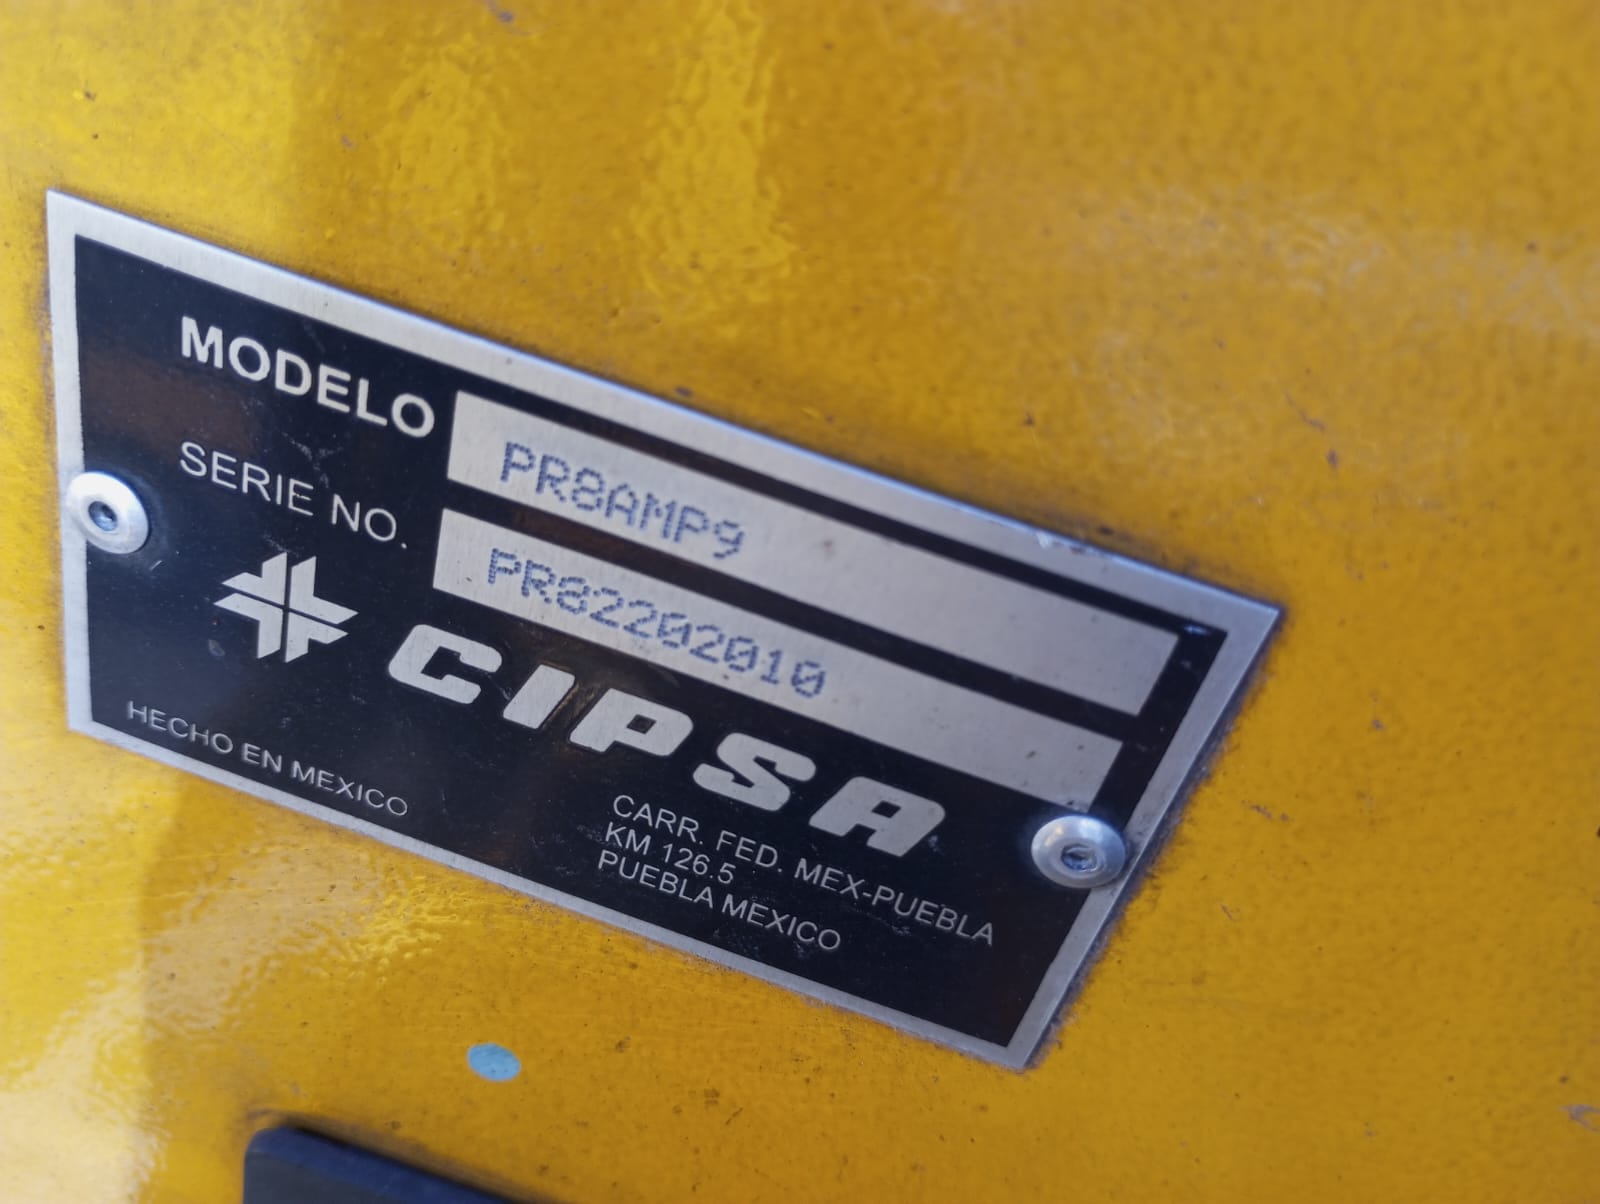 MODELO PR8AMP9
SERIE NO. PR82202010
CIPSA
HECHO EN MEXICO
CARR. FED. MEX-PUEBLA
KM 126.5
PUEBLA MEXICO